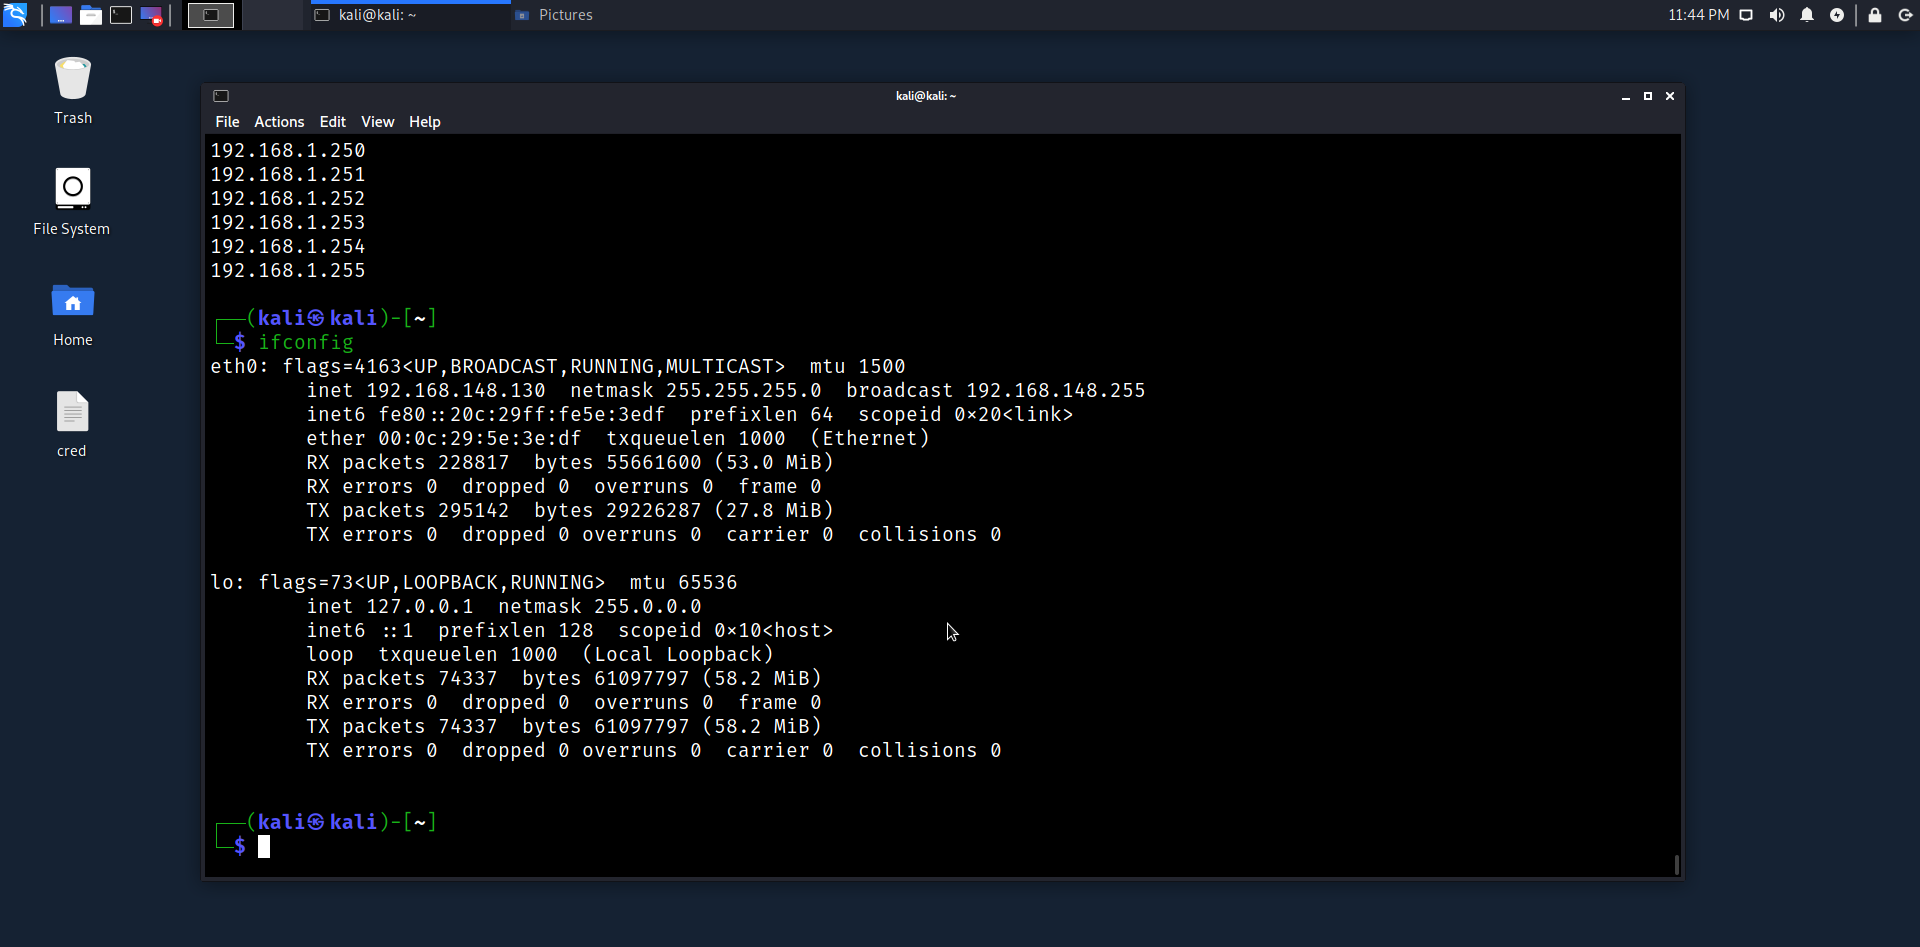 kali@kali: ~
Pictures
11:44 PM
Trash
File System
Home
cred
kali@kali: ~
File Actions Edit View Help
192.168.1.250
192.168.1.251
192.168.1.252
192.168.1.253
192.168.1.254
192.168.1.255
┌──(kali㉿kali)-[~]
└─$ ifconfig
eth0: flags=4163<UP,BROADCAST,RUNNING,MULTICAST>  mtu 1500
        inet 192.168.148.130  netmask 255.255.255.0  broadcast 192.168.148.255
        inet6 fe80::20c:29ff:fe5e:3edf  prefixlen 64  scopeid 0×20<link>
        ether 00:0c:29:5e:3e:df  txqueuelen 1000  (Ethernet)
        RX packets 228817  bytes 55661600 (53.0 MiB)
        RX errors 0  dropped 0  overruns 0  frame 0
        TX packets 295142  bytes 29226287 (27.8 MiB)
        TX errors 0  dropped 0 overruns 0  carrier 0  collisions 0
lo: flags=73<UP,LOOPBACK,RUNNING>  mtu 65536
        inet 127.0.0.1  netmask 255.0.0.0
        inet6 ::1  prefixlen 128  scopeid 0×10<host>
        loop  txqueuelen 1000  (Local Loopback)
        RX packets 74337  bytes 61097797 (58.2 MiB)
        RX errors 0  dropped 0  overruns 0  frame 0
        TX packets 74337  bytes 61097797 (58.2 MiB)
        TX errors 0  dropped 0 overruns 0  carrier 0  collisions 0
┌──(kali㉿kali)-[~]
└─$